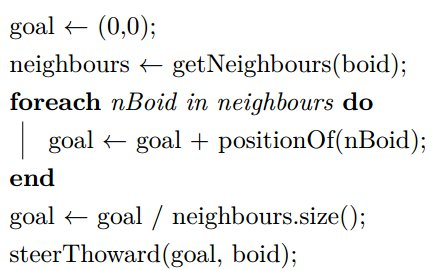 goal ← (0,0);
neighbours ← getNeighbours(boid);
foreach nBoid in neighbours do
goal ← goal + positionOf(nBoid);
end
goal ← goal / neighbours.size();
steerThoward(goal, boid);